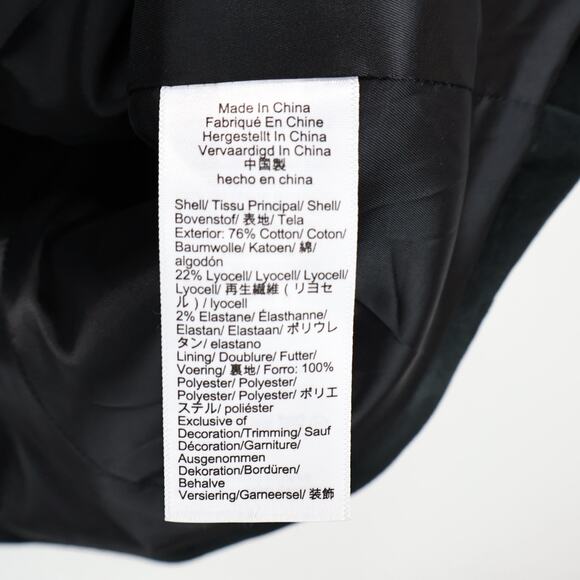 Made In China
Fabriqué En Chine
Hergestellt In China
Vervaardigd In China
中国製
hecho en china
Shell/ Tissu Principal/ Shell/
Bovenstof/ 表地/ Tela
Exterior: 76% Cotton/ Coton/
Baumwolle/ Katoen/ 綿/
algodón
22% Lyocell/ Lyocell/ Lyocell/
Lyocell/ 再生繊維 ( リヨセ
ル ) / lyocell
2% Elastane/ Élasthanne/
Elastan/ Elastaan/ ポリウレ
タン/ elastano
Lining/ Doublure/ Futter/
Voering/ 裏地/ Forro: 100%
Polyester/ Polyester/
Polyester/ Polyester/ ポリエ
ステル/ poliéster
Exclusive of
Decoration/Trimming/ Sauf
Décoration/Garniture/
Ausgenommen
Dekoration/Bordüren/
Behalve
Versiering/Garneersel/ 装飾